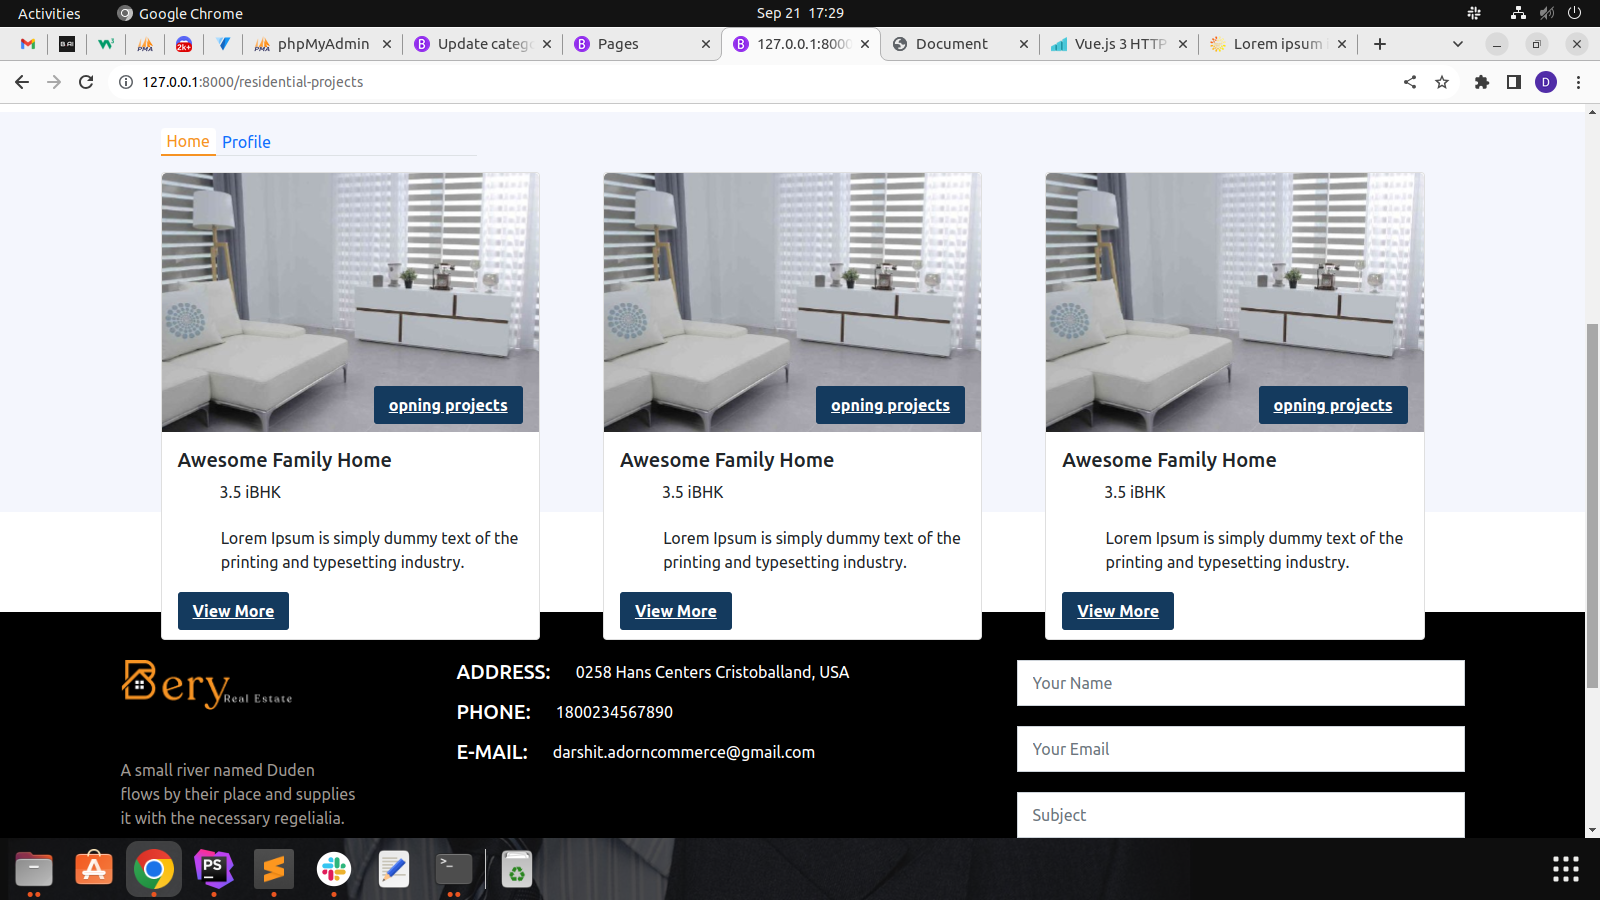 Activities
Google Chrome
Sep 21 17:29
phpMyAdmin
Update categ
Pages
127.0.0.1:8000
Document
Vue.js 3 HTTP
Lorem ipsum
127.0.0.1:8000/residential-projects
D
Home
Profile
opning projects
opning projects
opning projects
Awesome Family Home
Awesome Family Home
Awesome Family Home
3.5 iBHK
3.5 iBHK
3.5 iBHK
Lorem Ipsum is simply dummy text of the
printing and typesetting industry.
Lorem Ipsum is simply dummy text of the
printing and typesetting industry.
Lorem Ipsum is simply dummy text of the
printing and typesetting industry.
View More
View More
View More
Bery Real Estate
A small river named Duden
flows by their place and supplies
it with the necessary regelialia.
ADDRESS: 0258 Hans Centers Cristoballand, USA
PHONE: 1800234567890
E-MAIL: darshit.adorncommerce@gmail.com
Your Name
Your Email
Subject
PS